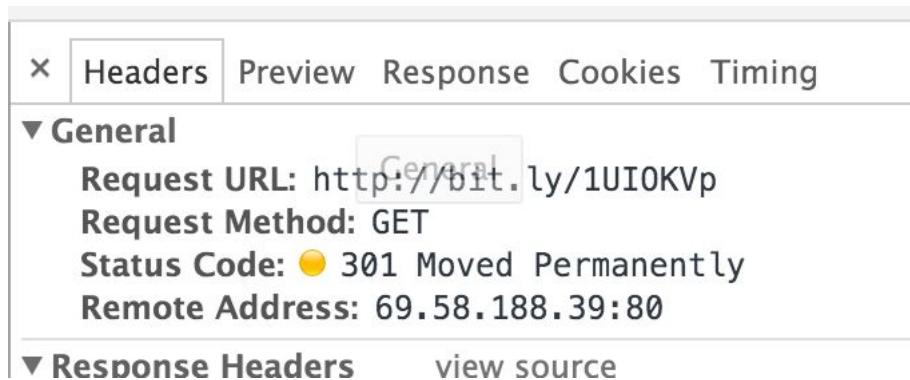 × Headers Preview Response Cookies Timing
▼ General
General
Request URL: http://bit.ly/1UIOKVp
Request Method: GET
Status Code: 301 Moved Permanently
Remote Address: 69.58.188.39:80
▼ Response Headers view source